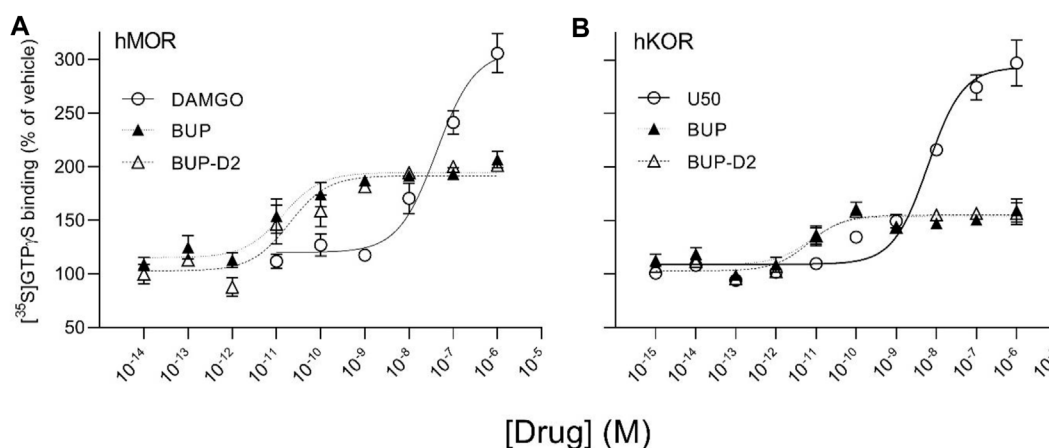 A
hMOR
[³⁵S]GTPγS binding (% of vehicle)
300
250
200
150
100
50
DAMGO
BUP
BUP-D2
10⁻¹⁴ 10⁻¹³ 10⁻¹² 10⁻¹¹ 10⁻¹⁰ 10⁻⁹ 10⁻⁸ 10⁻⁷ 10⁻⁶ 10⁻⁵
B
hKOR
U50
BUP
BUP-D2
10⁻¹⁵ 10⁻¹⁴ 10⁻¹³ 10⁻¹² 10⁻¹¹ 10⁻¹⁰ 10⁻⁹ 10⁻⁸ 10⁻⁷ 10⁻⁶
[Drug] (M)